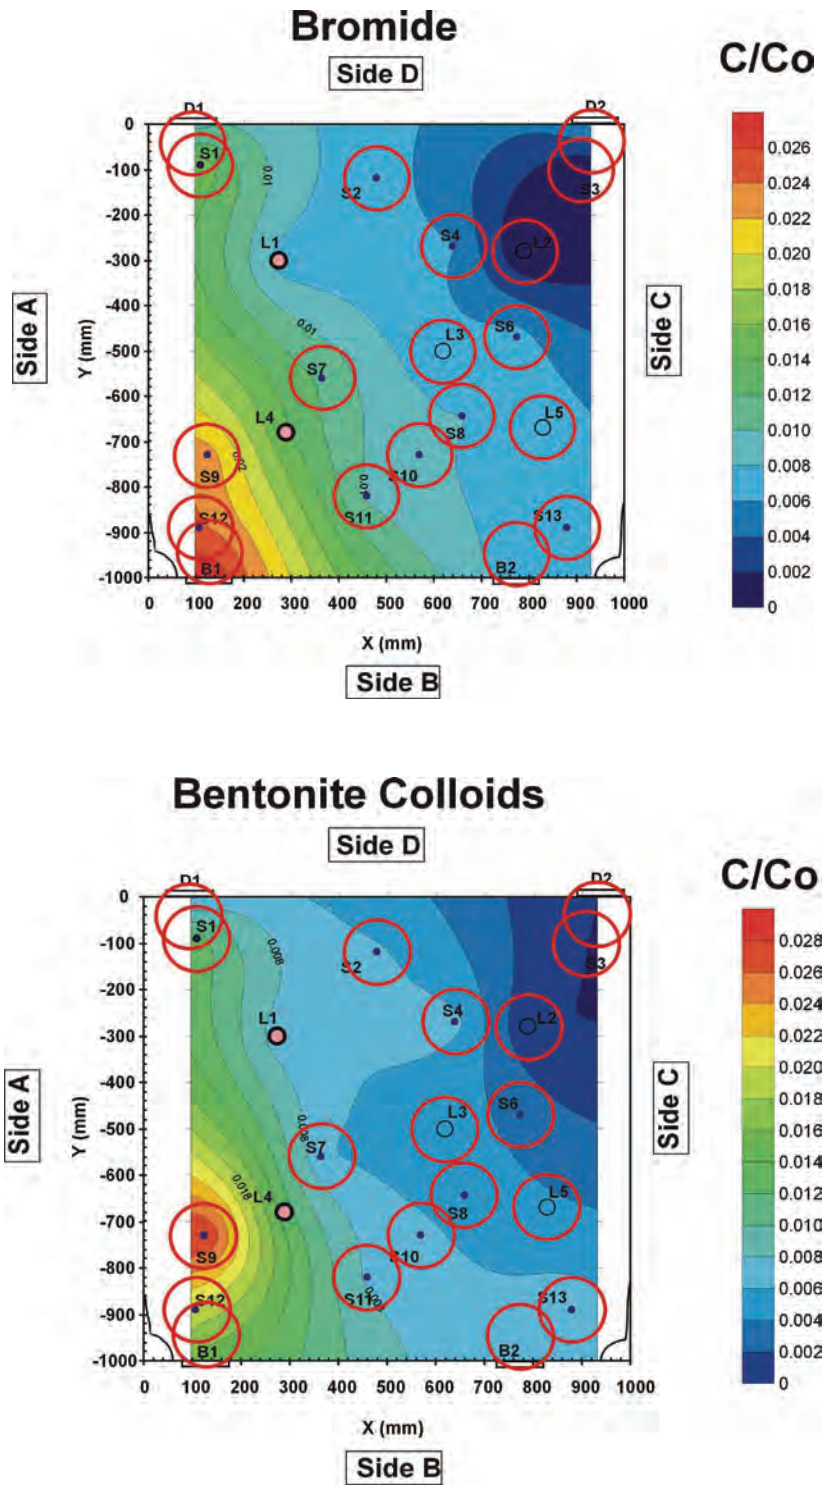 Bromide
Side D
C/Co
D1
D2
0
-100
-200
-300
-400
-500
-600
-700
-800
-900
-1000
Y (mm)
Side A
S1
S2
S3
0.01
S4
L1
L2
0.01
L3
S6
S7
L4
S8
L5
0.02
S9
S10
0.01
S11
S12
S13
B1
B2
Side C
0.026
0.024
0.022
0.020
0.018
0.016
0.014
0.012
0.010
0.008
0.006
0.004
0.002
0
0 100 200 300 400 500 600 700 800 900 1000
X (mm)
Side B
Bentonite Colloids
Side D
C/Co
D1
D2
0
-100
-200
-300
-400
-500
-600
-700
-800
-900
-1000
Y (mm)
Side A
S1
0.008
S2
S3
S4
L1
L2
L3
S6
0.008
S7
0.018
L4
S8
L5
S9
S10
S11
S12
S13
B1
B2
Side C
0.028
0.026
0.024
0.022
0.020
0.018
0.016
0.014
0.012
0.010
0.008
0.006
0.004
0.002
0
0 100 200 300 400 500 600 700 800 900 1000
X (mm)
Side B